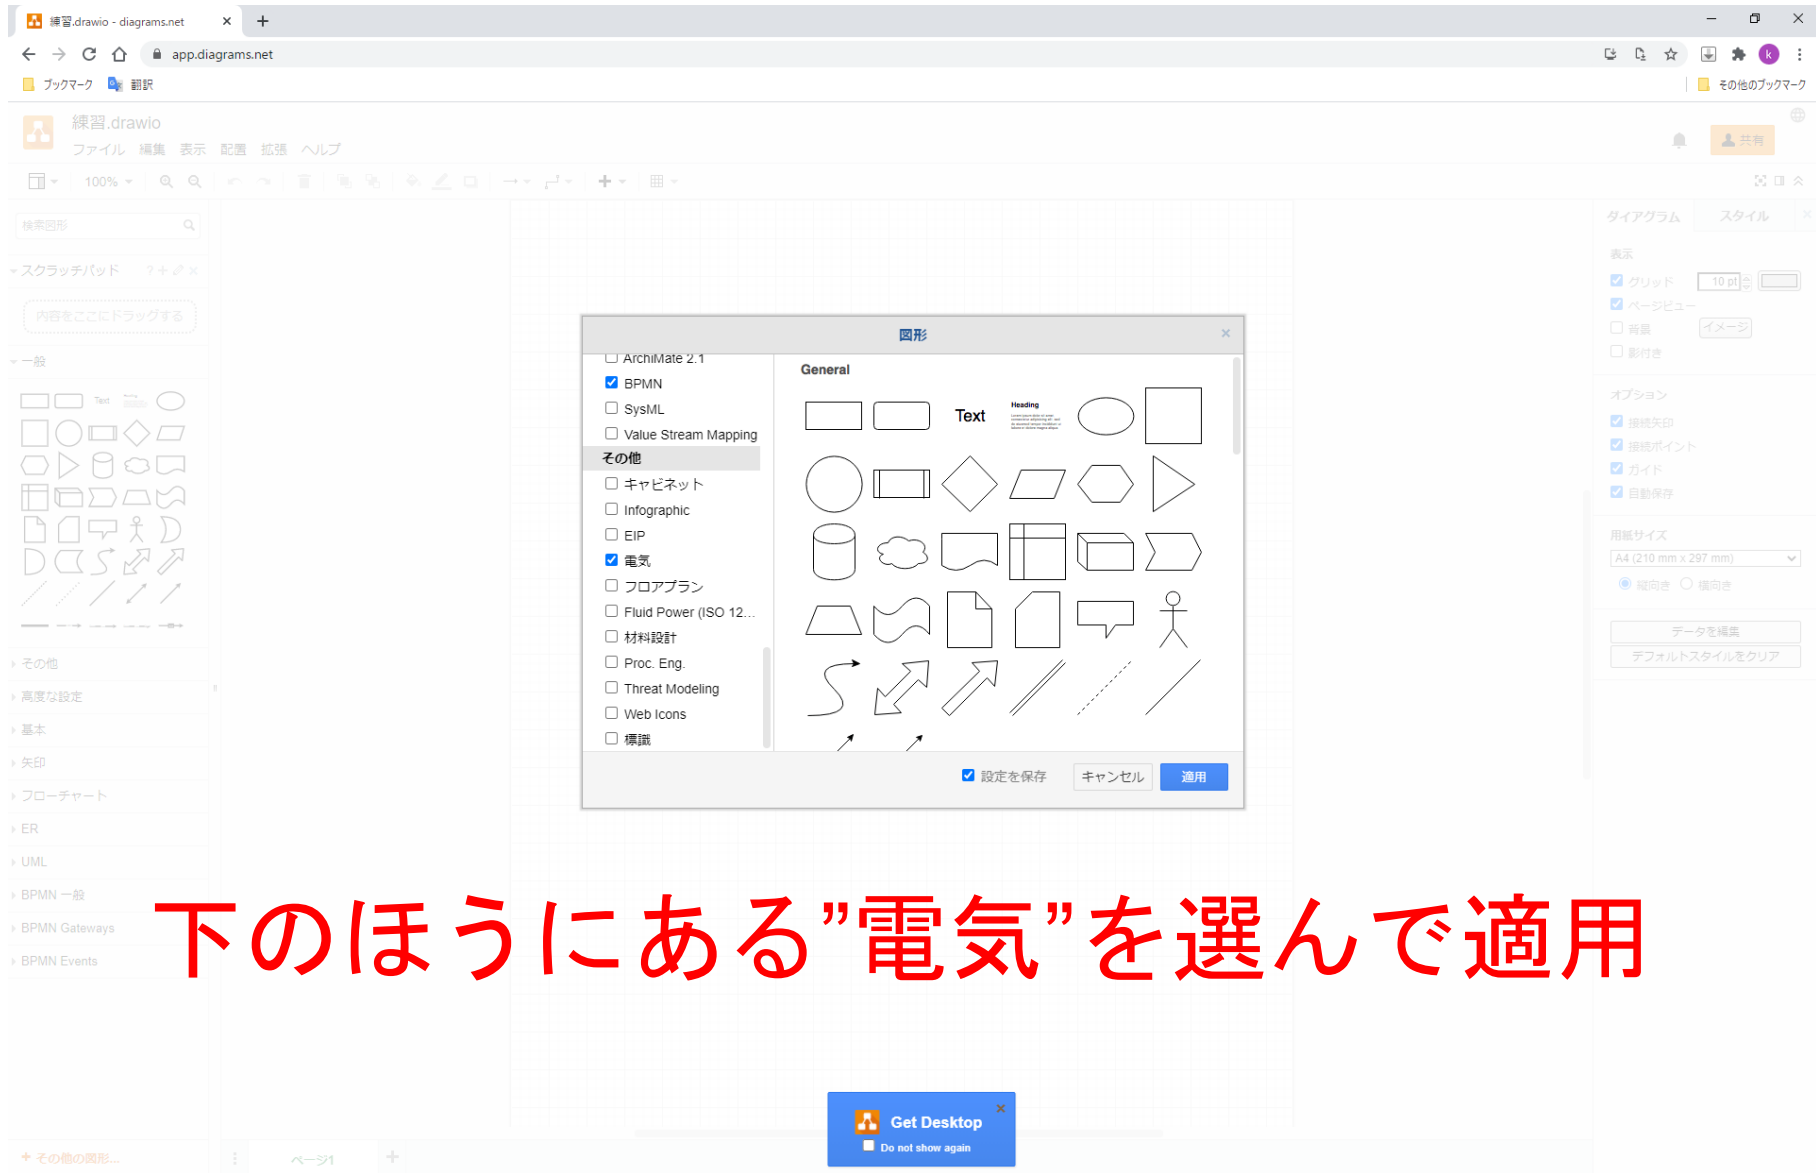 練習.drawio - diagrams.net
app.diagrams.net
k
ブックマーク
翻訳
その他のブックマーク
練習.drawio
ファイル 編集 表示 配置 拡張 ヘルプ
共有
100%
検索図形
スクラッチパッド
?
内容をここにドラッグする
一般
Text
その他
高度な設定
基本
矢印
フローチャート
ER
UML
BPMN 一般
BPMN Gateways
BPMN Events
+ その他の図形...
ページ1
図形
ArchiMate 2.1
BPMN
SysML
Value Stream Mapping
その他
キャビネット
Infographic
EIP
電気
フロアプラン
Fluid Power (ISO 12...
材料設計
Proc. Eng.
Threat Modeling
Web Icons
標識
General
Text
Heading
設定を保存
キャンセル
適用
ダイアグラム スタイル
表示
グリッド
10 pt
ページビュー
背景
イメージ
影付き
オプション
接続矢印
接続ポイント
ガイド
自動保存
用紙サイズ
A4 (210 mm x 297 mm)
縦向き 横向き
データを編集
デフォルトスタイルをクリア
下のほうにある”電気”を選んで適用
Get Desktop
Do not show again